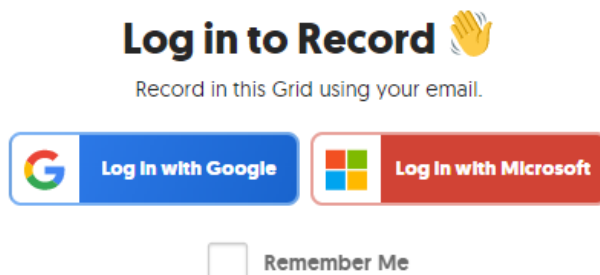 Log in to Record 👋
Record in this Grid using your email.
Log In with Google
Log In with Microsoft
Remember Me